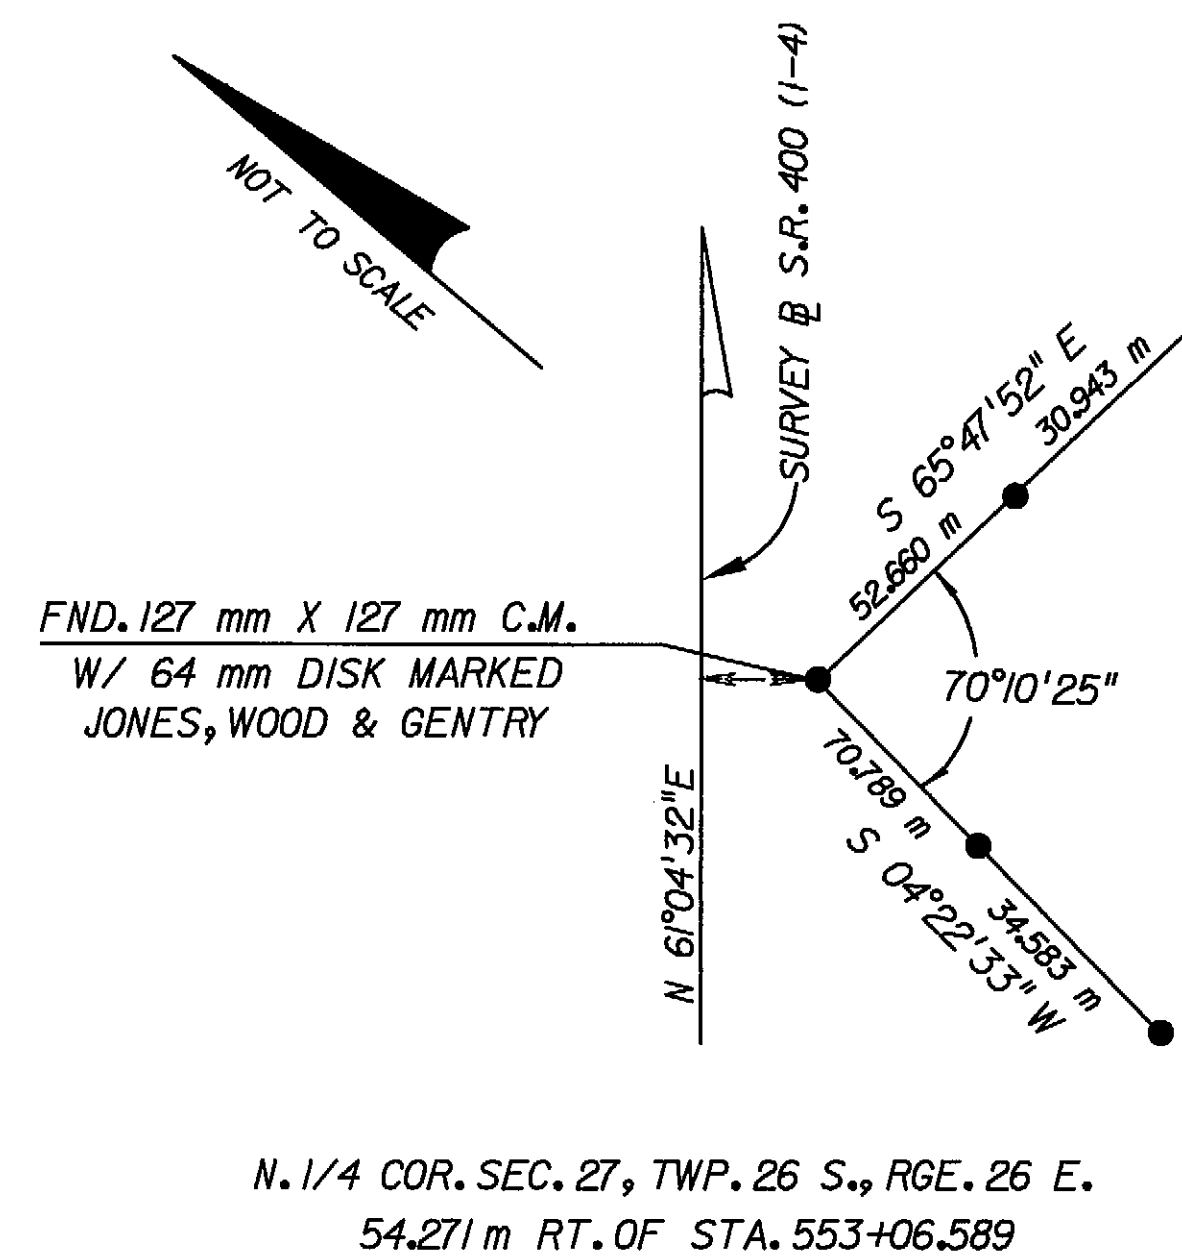 NOT TO SCALE
SURVEY ℄ S.R. 400 (I-4)
S 65°47'52" E
30.943 m
52.660 m
FND. 127 mm X 127 mm C.M.
W/ 64 mm DISK MARKED
JONES, WOOD & GENTRY
70°10'25"
70.789 m
S 04°22'33" W
34.583 m
N 61°04'32"E
N. 1/4 COR. SEC. 27, TWP. 26 S., RGE. 26 E.
54.271 m RT. OF STA. 553+06.589